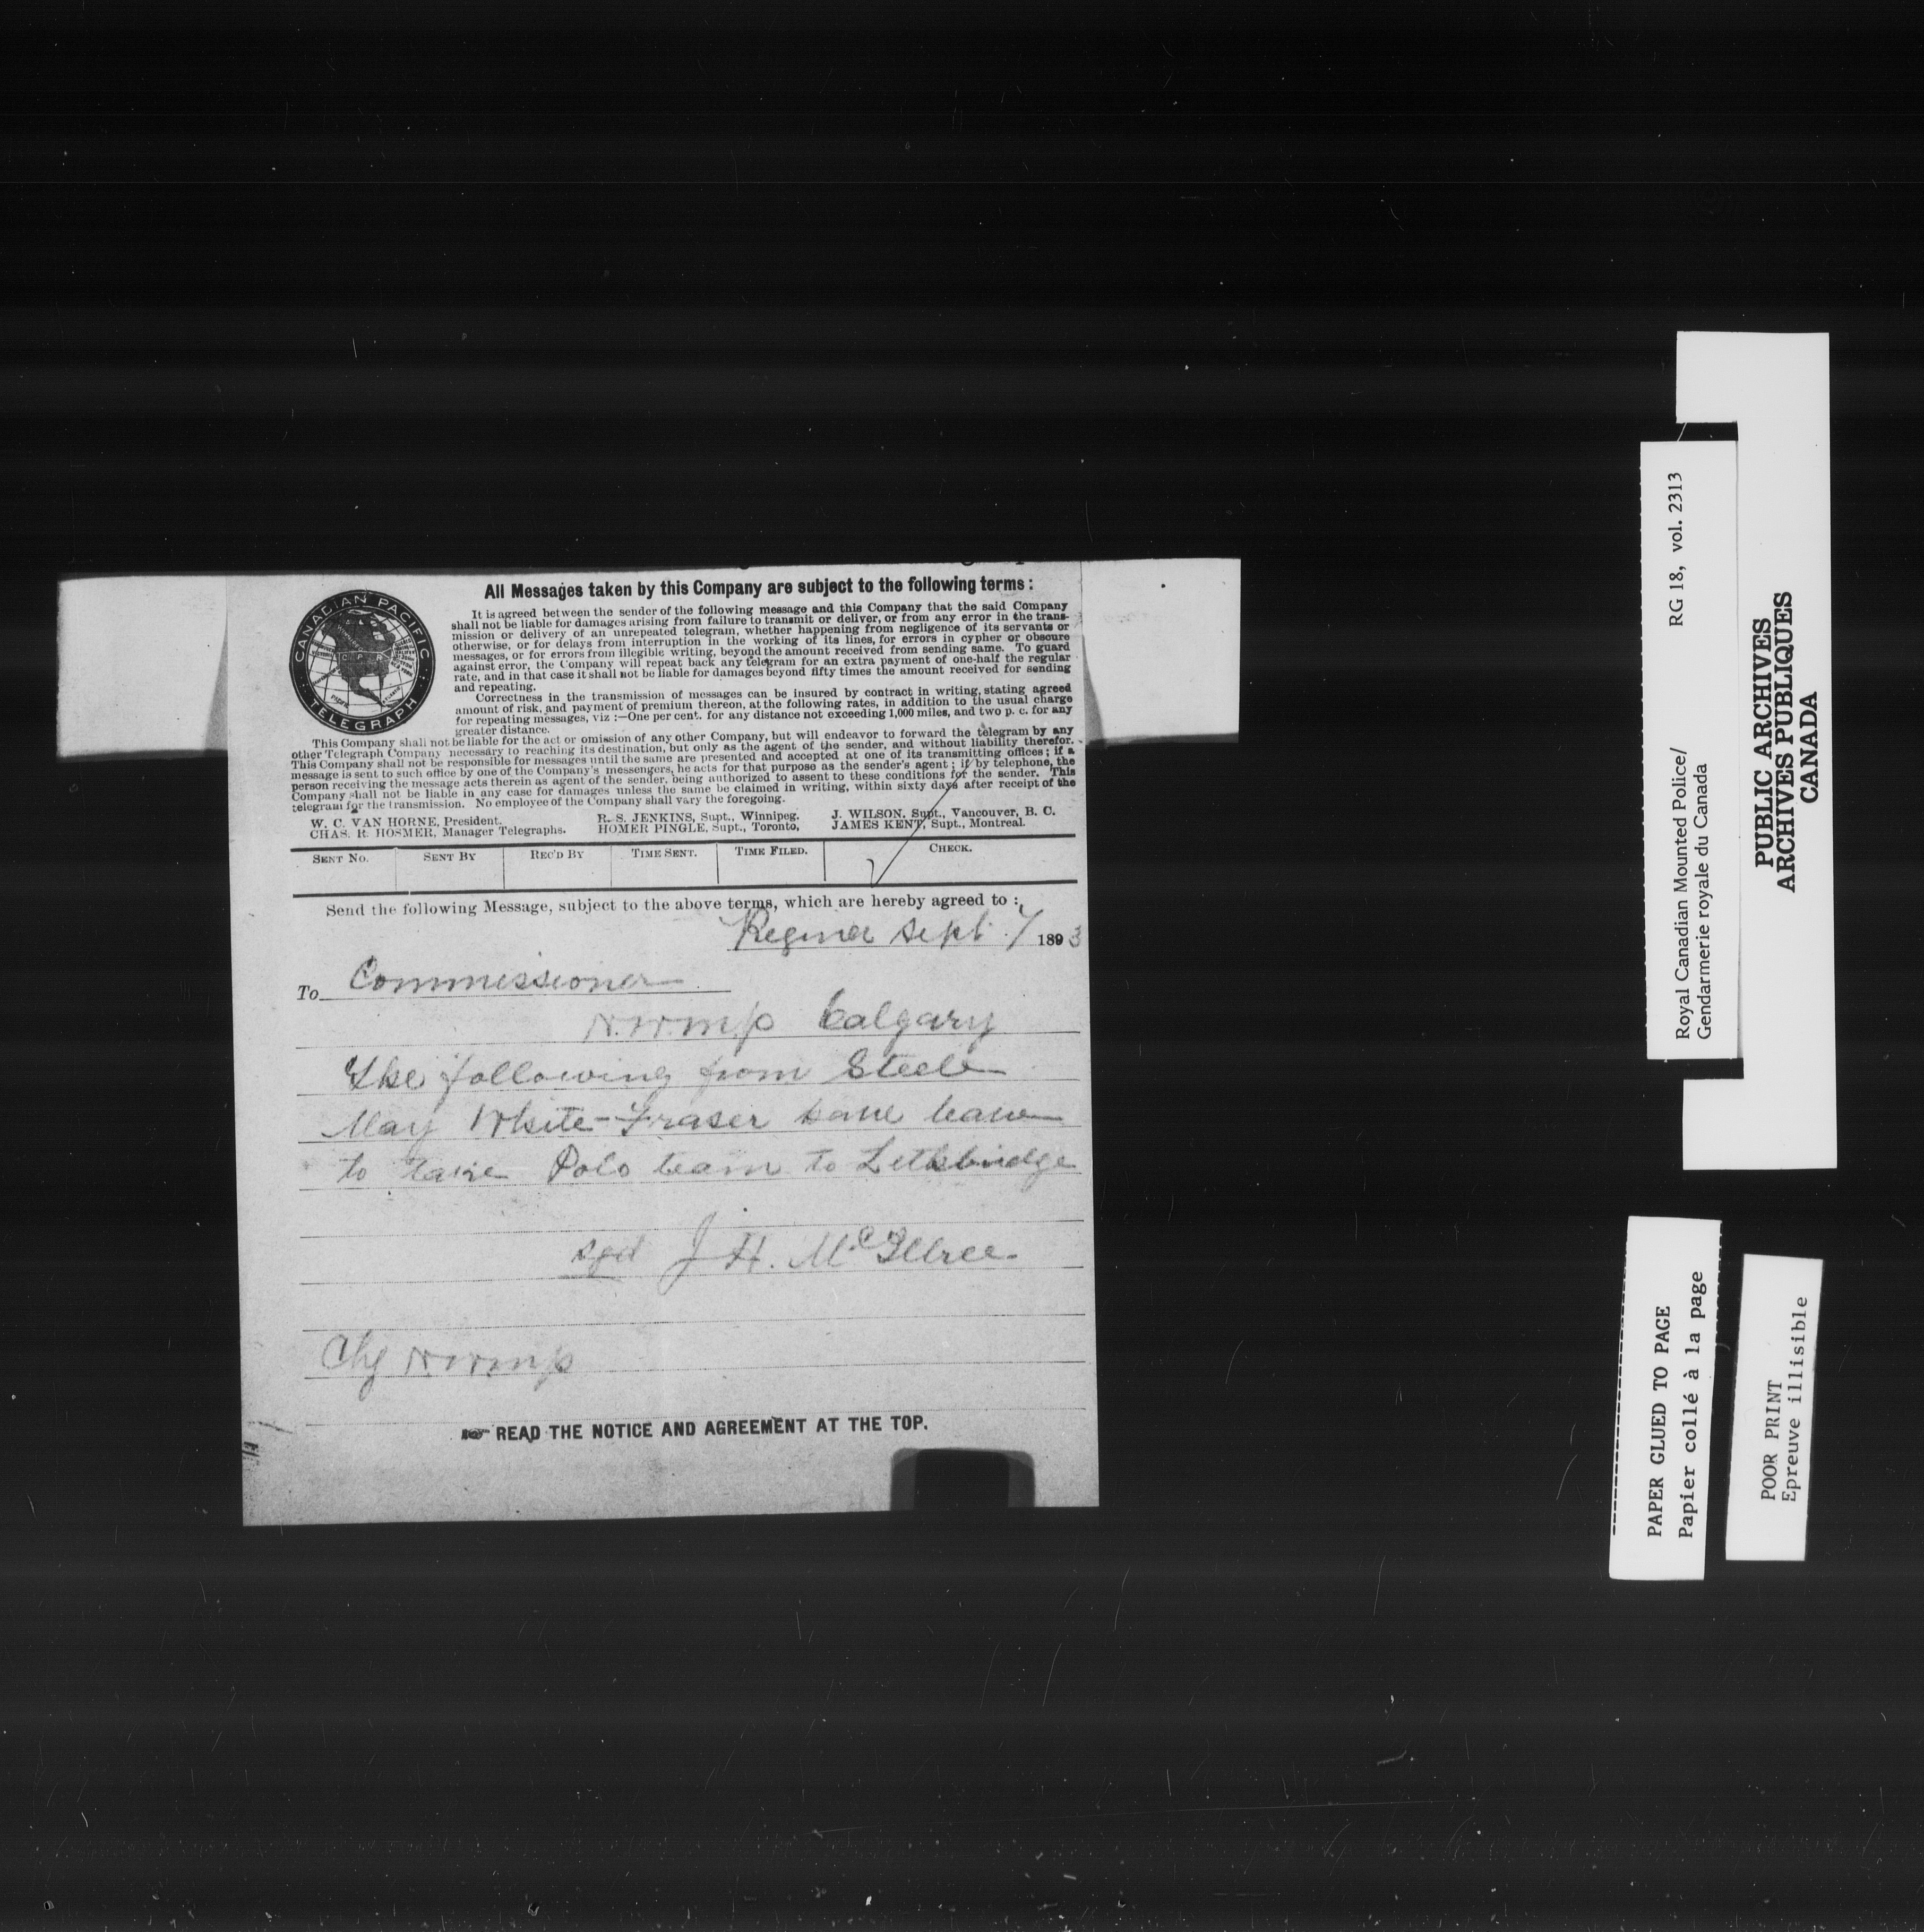 All Messages taken by this Company are subject to the following terms:
CANADIAN PACIFIC
C. P. R.
TELEGRAPH
It is agreed between the sender of the following message and this Company that the said Company
shall not be liable for damages arising from failure to transmit or deliver, or from any error in the trans-
mission or delivery of an unrepeated telegram, whether happening from negligence of its servants or
otherwise, or for delays from interruption in the working of its lines, for errors in cypher or obscure
messages, or for errors from illegible writing, beyond the amount received from sending same. To guard
against error, the Company will repeat back any telegram for an extra payment of one-half the regular
rate, and in that case it shall not be liable for damages beyond fifty times the amount received for sending
and repeating.
Correctness in the transmission of messages can be insured by contract in writing, stating agreed
amount of risk, and payment of premium thereon, at the following rates, in addition to the usual charge
for repeating messages, viz :—One per cent. for any distance not exceeding 1,000 miles, and two p. c. for any
greater distance.
This Company shall not be liable for the act or omission of any other Company, but will endeavor to forward the telegram by any
other Telegraph Company necessary to reaching its destination, but only as the agent of the sender, and without liability therefor.
This Company shall not be responsible for messages until the same are presented and accepted at one of its transmitting offices; if a
message is sent to such office by one of the Company's messengers, he acts for that purpose as the sender's agent; if by telephone, the
person receiving the message acts therein as agent of the sender, being authorized to assent to these conditions for the sender. This
Company shall not be liable in any case for damages unless the same be claimed in writing, within sixty days after receipt of the
telegram for the transmission. No employee of the Company shall vary the foregoing.
W. C. VAN HORNE, President. R. S. JENKINS, Supt., Winnipeg. J. WILSON, Supt., Vancouver, B. C.
CHAS. R. HOSMER, Manager Telegraphs. HOMER PINGLE, Supt., Toronto, JAMES KENT, Supt., Montreal.
SENT NO. SENT BY REC'D BY TIME SENT. TIME FILED. CHECK.
Send the following Message, subject to the above terms, which are hereby agreed to :
Regina Sept. 7 1893
To Commissioner
N.W.M.P Calgary
The following from Steele
May White-Fraser have leave
to take Polo team to Lethbridge
sgd J H. McIllree
Chg N.W.M.P
READ THE NOTICE AND AGREEMENT AT THE TOP.
Royal Canadian Mounted Police/ RG 18, vol. 2313
Gendarmerie royale du Canada
PUBLIC ARCHIVES
ARCHIVES PUBLIQUES
CANADA
PAPER GLUED TO PAGE
Papier collé à la page
POOR PRINT
Epreuve illisible